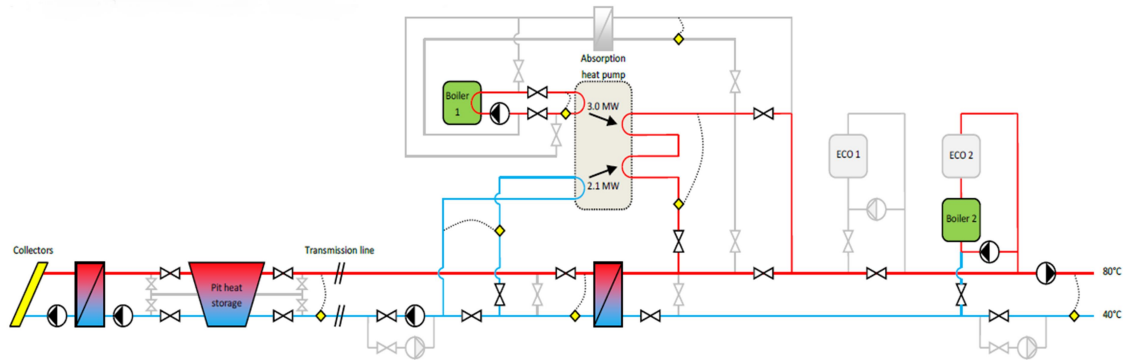 Absorption
heat pump
Boiler
1
3.0 MW
2.1 MW
ECO 1
ECO 2
Boiler 2
Collectors
Transmission line
Pit heat
storage
80°C
40°C